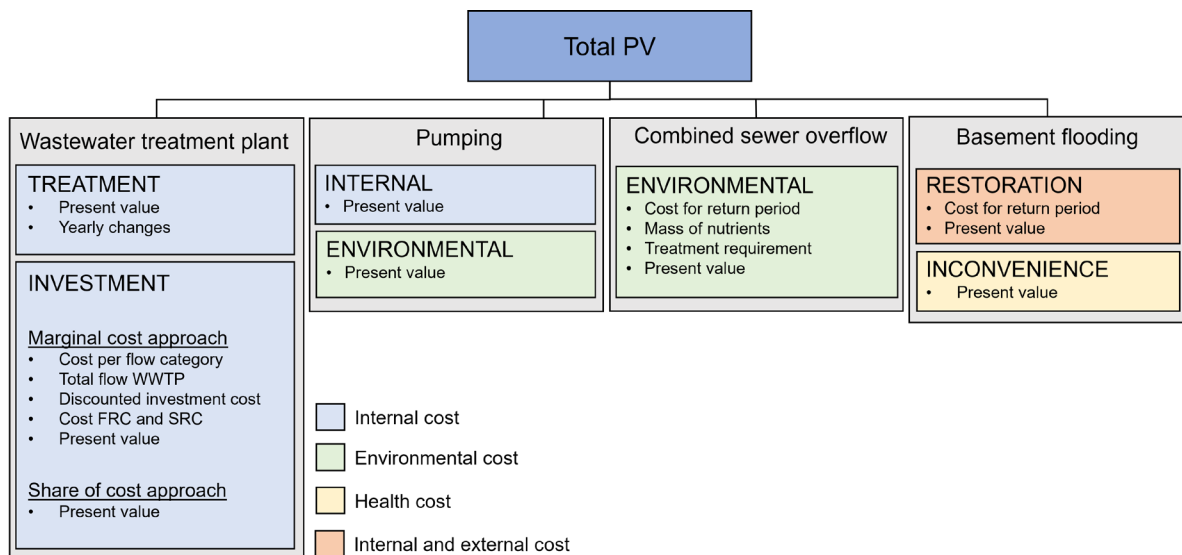 Total PV
Wastewater treatment plant
TREATMENT
• Present value
• Yearly changes
INVESTMENT
Marginal cost approach
• Cost per flow category
• Total flow WWTP
• Discounted investment cost
• Cost FRC and SRC
• Present value
Share of cost approach
• Present value
Pumping
INTERNAL
• Present value
ENVIRONMENTAL
• Present value
Combined sewer overflow
ENVIRONMENTAL
• Cost for return period
• Mass of nutrients
• Treatment requirement
• Present value
Basement flooding
RESTORATION
• Cost for return period
• Present value
INCONVENIENCE
• Present value
Internal cost
Environmental cost
Health cost
Internal and external cost